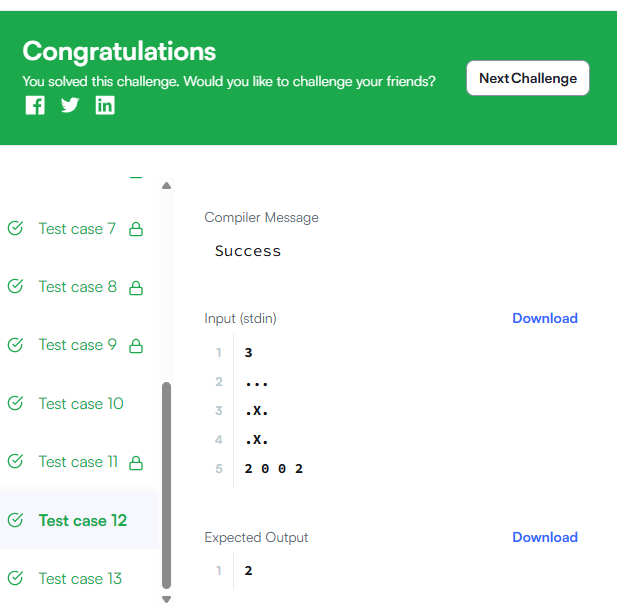 Congratulations
You solved this challenge. Would you like to challenge your friends?
Next Challenge
Test case 7
Test case 8
Test case 9
Test case 10
Test case 11
Test case 12
Test case 13
Compiler Message
Success
Input (stdin)
Download
1 3
2 ...
3 .X.
4 .X.
5 2 0 0 2
Expected Output
Download
1 2